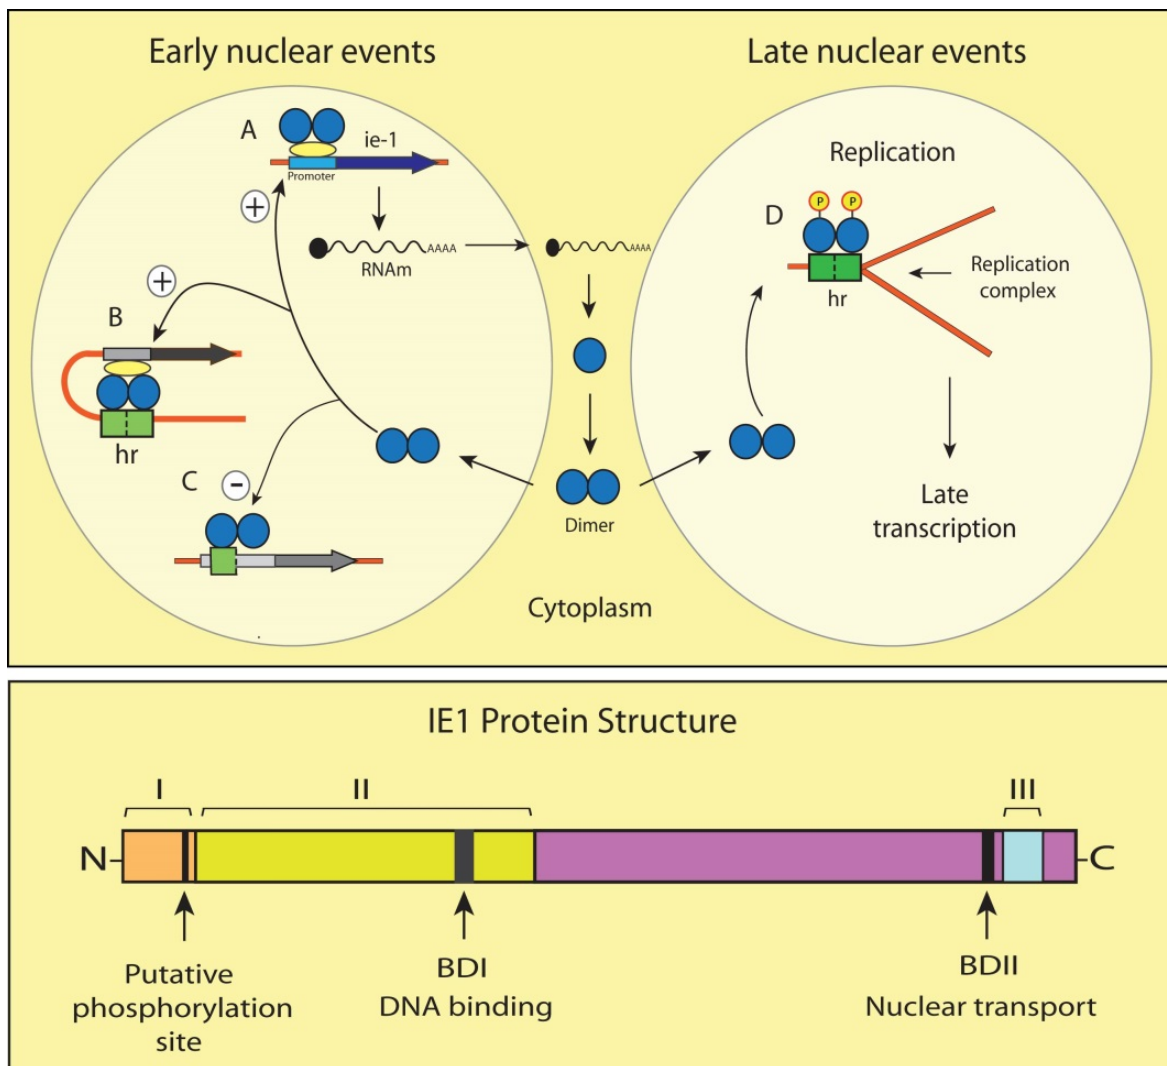 Early nuclear events
Late nuclear events
A
ie-1
Promoter
+
AAAA
RNAm
AAAA
+
B
hr
C
-
Dimer
Cytoplasm
Replication
P P
D
hr
Replication
complex
Late
transcription
IE1 Protein Structure
I II III
N C
Putative
phosphorylation
site
BDI
DNA binding
BDII
Nuclear transport